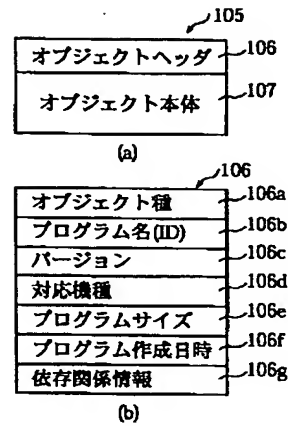 105
オブジェクトヘッダ 106
オブジェクト本体 107
(a)
106
オブジェクト種 106a
プログラム名(ID) 106b
バージョン 106c
対応機種 106d
プログラムサイズ 106e
プログラム作成日時 106f
依存関係情報 106g
(b)